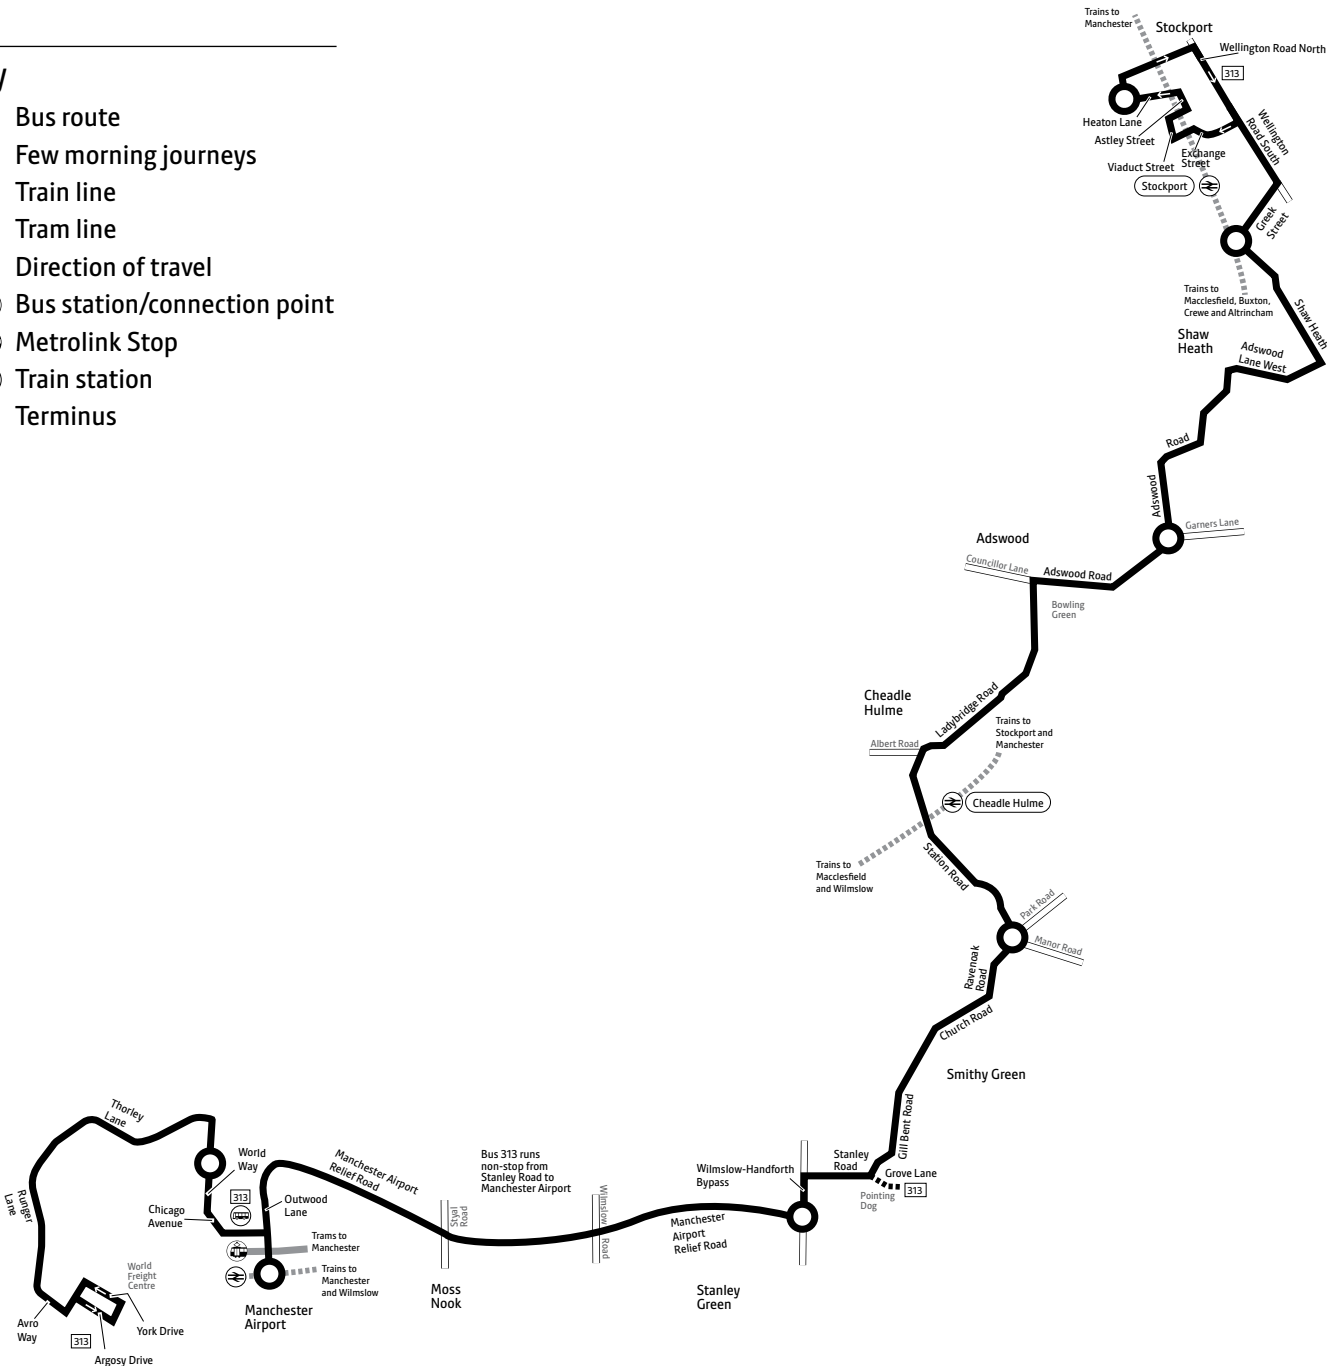 Bus route
Few morning journeys
Train line
Tram line
Direction of travel
Bus station/connection point
Metrolink Stop
Train station
Terminus
Trains to
Manchester
Stockport
Wellington Road North
313
Heaton Lane
Astley Street
Viaduct Street
Exchange
Street
Wellington
Road South
Stockport
Greek
Street
Trains to
Macclesfield, Buxton,
Crewe and Altrincham
Shaw Heath
Shaw
Heath
Adswood
Lane West
Road
Adswood
Garners Lane
Adswood
Councillor Lane
Adswood Road
Bowling
Green
Cheadle
Hulme
Ladybridge Road
Albert Road
Trains to
Stockport and
Manchester
Cheadle Hulme
Station Road
Trains to
Macclesfield
and Wilmslow
Park Road
Manor Road
Ravenoak
Road
Church Road
Smithy Green
Gill Bent Road
Stanley
Road
Grove Lane
313
Pointing
Dog
Wilmslow-Handforth
Bypass
Manchester
Airport
Relief Road
Stanley
Green
Wilmslow Road
Bus 313 runs
non-stop from
Stanley Road to
Manchester Airport
Styal
Road
Moss
Nook
Manchester Airport
Relief Road
Outwood
Lane
World
Way
313
Chicago
Avenue
Trams to
Manchester
Trains to
Manchester
and Wilmslow
Manchester
Airport
Thorley
Lane
Runger
Lane
World
Freight
Centre
Avro
Way
313
York Drive
Argosy Drive